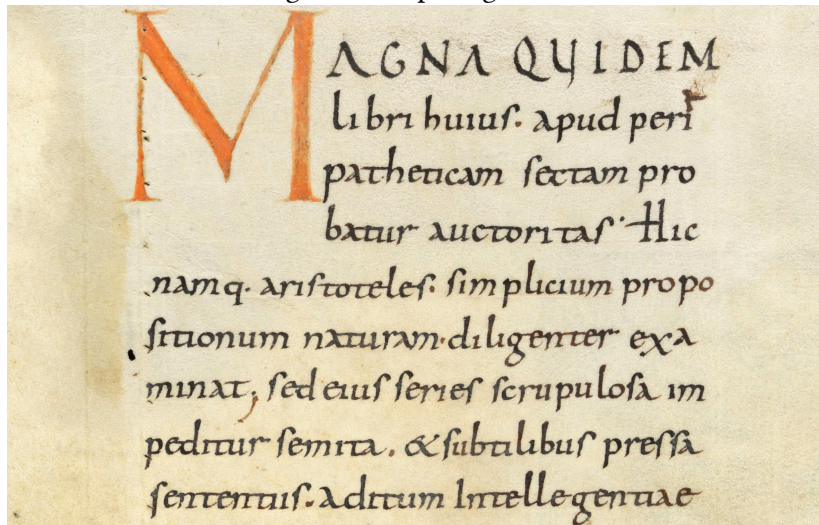 MAGNA QUIDEM
libri huius. apud peri
patheticam sectam pro
batur auctoritas. Hic
namq. aristoteles. simplicium propo
sitionum naturam. diligenter exa
minat; sed eius series scrupulosa im
peditur semita. & subtilibus pressa
sententiis. aditum Intellegentiae